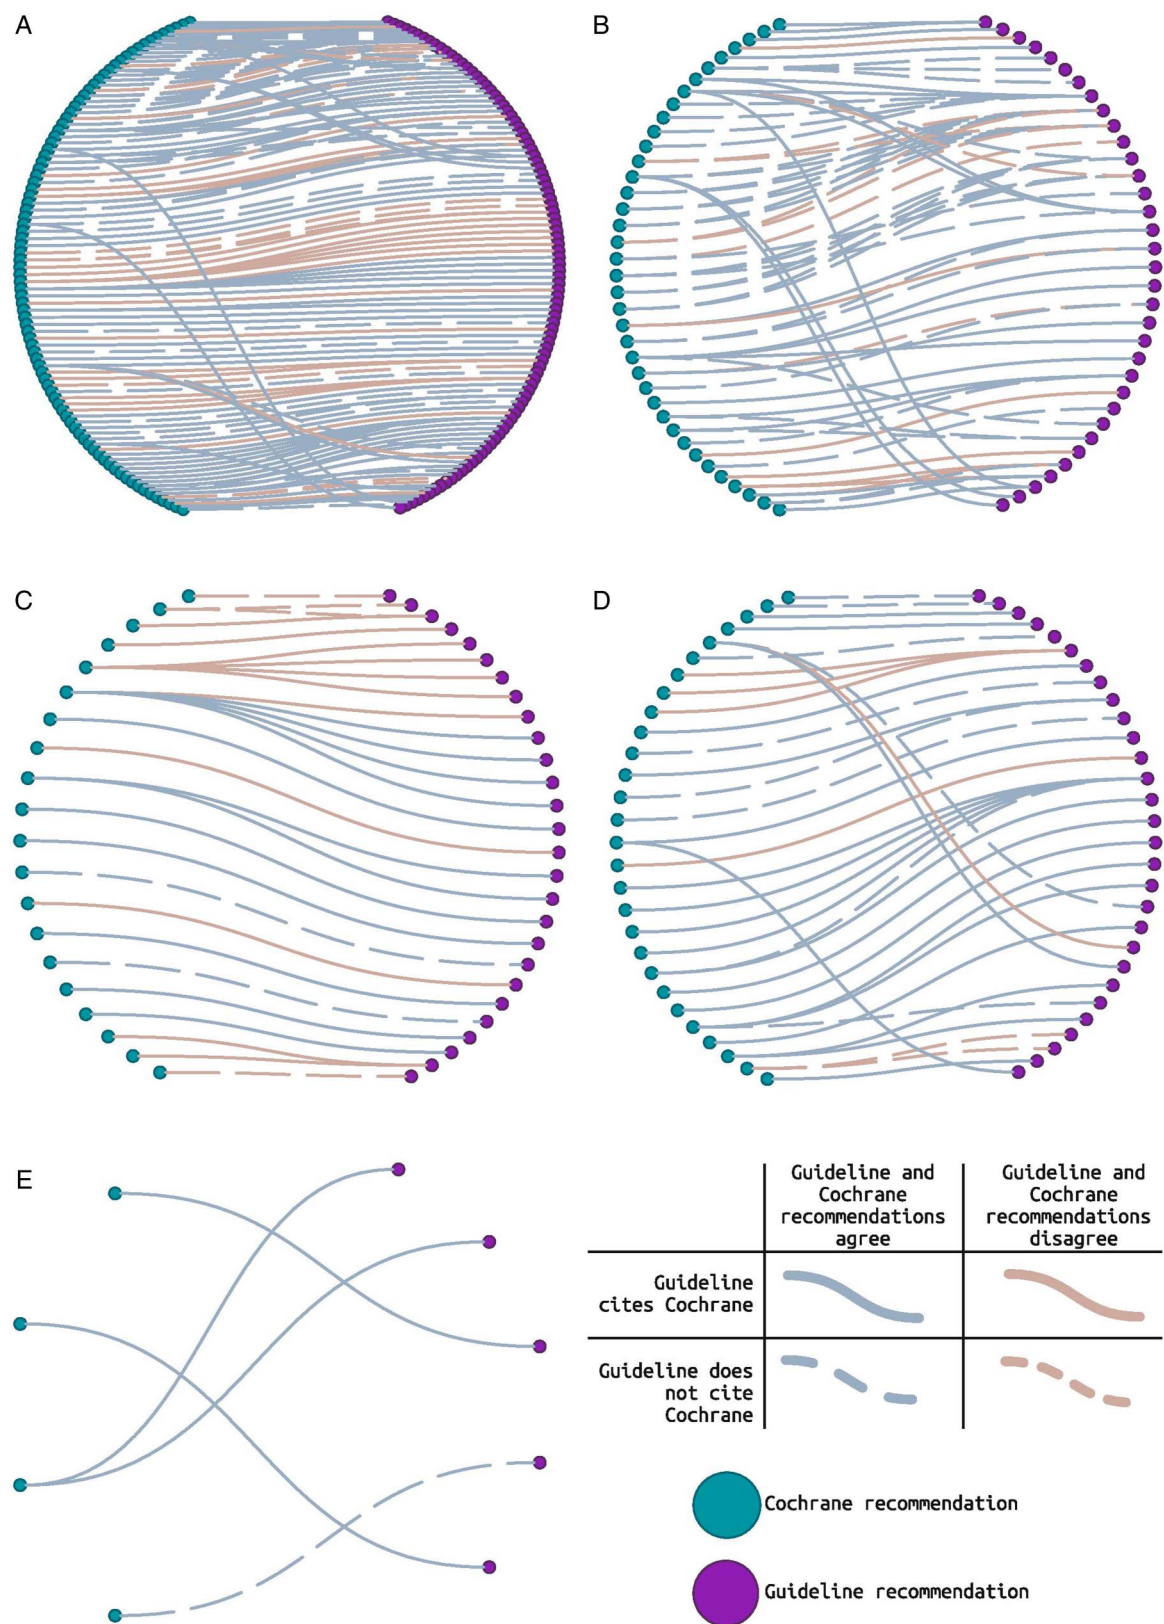 A
B
C
D
E
Guideline and
Cochrane
recommendations
agree
Guideline and
Cochrane
recommendations
disagree
Guideline
cites Cochrane
Guideline does
not cite
Cochrane
Cochrane recommendation
Guideline recommendation